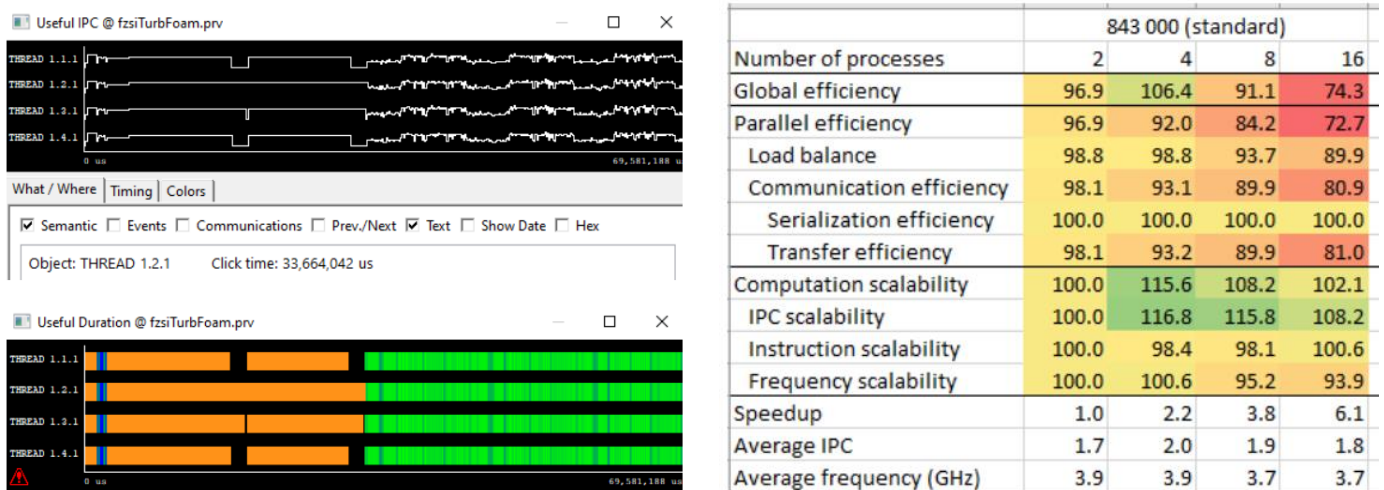 Useful IPC @ fzsiTurbFoam.prv
THREAD 1.1.1
THREAD 1.2.1
THREAD 1.3.1
THREAD 1.4.1
0 us
69,581,188 us
What / Where Timing Colors
Semantic Events Communications Prev./Next Text Show Date Hex
Object: THREAD 1.2.1 Click time: 33,664,042 us
Useful Duration @ fzsiTurbFoam.prv
THREAD 1.1.1
THREAD 1.2.1
THREAD 1.3.1
THREAD 1.4.1
0 us
69,581,188 us
843 000 (standard)
Number of processes 2 4 8 16
Global efficiency 96.9 106.4 91.1 74.3
Parallel efficiency 96.9 92.0 84.2 72.7
Load balance 98.8 98.8 93.7 89.9
Communication efficiency 98.1 93.1 89.9 80.9
Serialization efficiency 100.0 100.0 100.0 100.0
Transfer efficiency 98.1 93.2 89.9 81.0
Computation scalability 100.0 115.6 108.2 102.1
IPC scalability 100.0 116.8 115.8 108.2
Instruction scalability 100.0 98.4 98.1 100.6
Frequency scalability 100.0 100.6 95.2 93.9
Speedup 1.0 2.2 3.8 6.1
Average IPC 1.7 2.0 1.9 1.8
Average frequency (GHz) 3.9 3.9 3.7 3.7